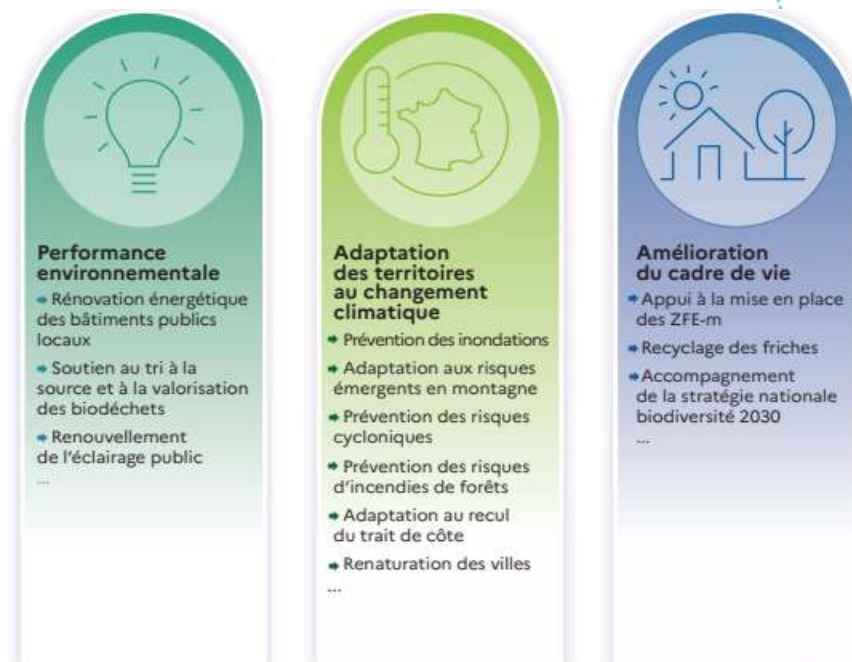 Performance
environnementale
➜ Rénovation énergétique
des bâtiments publics
locaux
➜ Soutien au tri à la
source et à la valorisation
des biodéchets
➜ Renouvellement
de l'éclairage public
...
Adaptation
des territoires
au changement
climatique
➜ Prévention des inondations
➜ Adaptation aux risques
émergents en montagne
➜ Prévention des risques
cycloniques
➜ Prévention des risques
d'incendies de forêts
➜ Adaptation au recul
du trait de côte
➜ Renaturation des villes
...
Amélioration
du cadre de vie
➜ Appui à la mise en place
des ZFE-m
➜ Recyclage des friches
➜ Accompagnement
de la stratégie nationale
biodiversité 2030
...